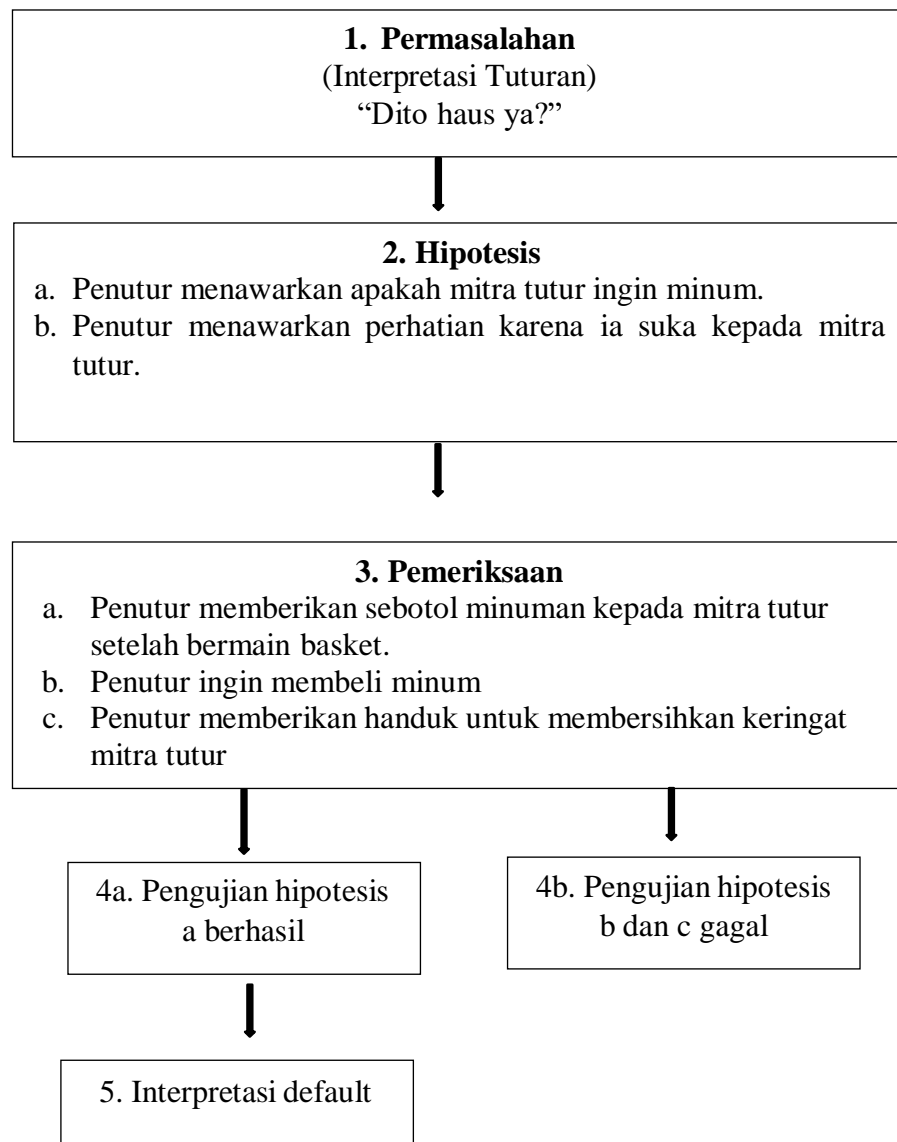 1. Permasalahan
(Interpretasi Tuturan)
“Dito haus ya?”
2. Hipotesis
a. Penutur menawarkan apakah mitra tutur ingin minum.
b. Penutur menawarkan perhatian karena ia suka kepada mitra
tutur.
3. Pemeriksaan
a. Penutur memberikan sebotol minuman kepada mitra tutur
setelah bermain basket.
b. Penutur ingin membeli minum
c. Penutur memberikan handuk untuk membersihkan keringat
mitra tutur
4a. Pengujian hipotesis
a berhasil
4b. Pengujian hipotesis
b dan c gagal
5. Interpretasi default